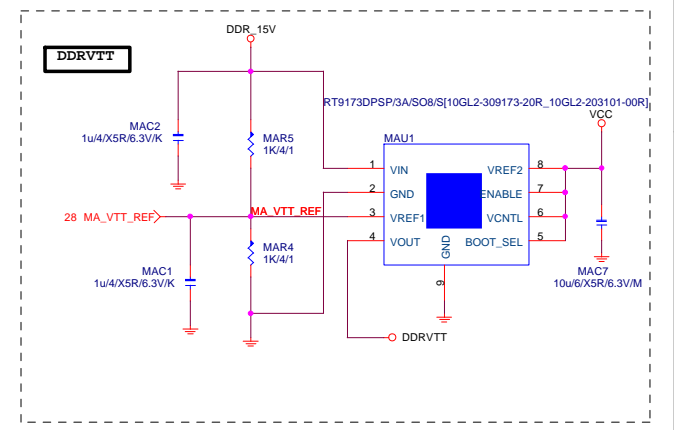 DDR_15V
DDRVTT
RT9173DPSP/3A/SO8/S[10GL2-309173-20R_10GL2-203101-00R]
VCC
MAC2
1u/4/X5R/6.3V/K
MAR5
1K/4/1
MAU1
1 VIN VREF2 8
2 GND ENABLE 7
28 MA_VTT_REF MA_VTT_REF 3 VREF1 VCNTL 6
4 VOUT BOOT_SEL 5
GND
9
MAR4
1K/4/1
MAC1
1u/4/X5R/6.3V/K
MAC7
10u/6/X5R/6.3V/M
DDRVTT